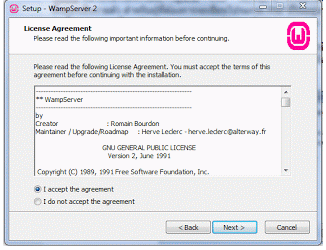 Setup - WampServer 2
License Agreement
Please read the following important information before continuing.
Please read the following License Agreement. You must accept the terms of this
agreement before continuing with the installation.
** WampServer
by
Creator : Romain Bourdon
Maintainer / Upgrade/Roadmap : Herve Leclerc - herve.leclerc@alterway.fr
GNU GENERAL PUBLIC LICENSE
Version 2, June 1991
Copyright (C) 1989, 1991 Free Software Foundation, Inc.
I accept the agreement
I do not accept the agreement
< Back
Next >
Cancel